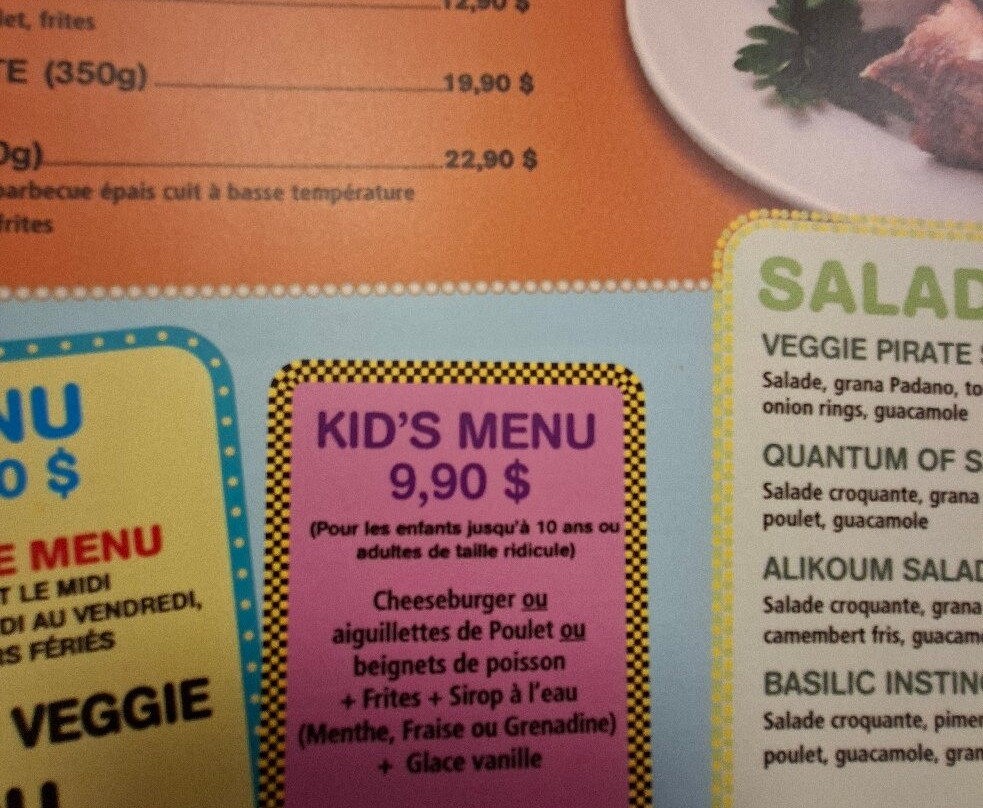 12,90 $
let, frites
TE (350g) 19,90 $
0g) 22,90 $
barbecue épais cuit à basse température
frites
NU
0 $
E MENU
T LE MIDI
DI AU VENDREDI,
RS FÉRIÉS
VEGGIE
KID'S MENU
9,90 $
(Pour les enfants jusqu'à 10 ans ou
adultes de taille ridicule)
Cheeseburger ou
aiguillettes de Poulet ou
beignets de poisson
+ Frites + Sirop à l'eau
(Menthe, Fraise ou Grenadine)
+ Glace vanille
SALAD
VEGGIE PIRATE S
Salade, grana Padano, to
onion rings, guacamole
QUANTUM OF S
Salade croquante, grana
poulet, guacamole
ALIKOUM SALAD
Salade croquante, grana
camembert fris, guacam
BASILIC INSTIN
Salade croquante, pimen
poulet, guacamole, gran